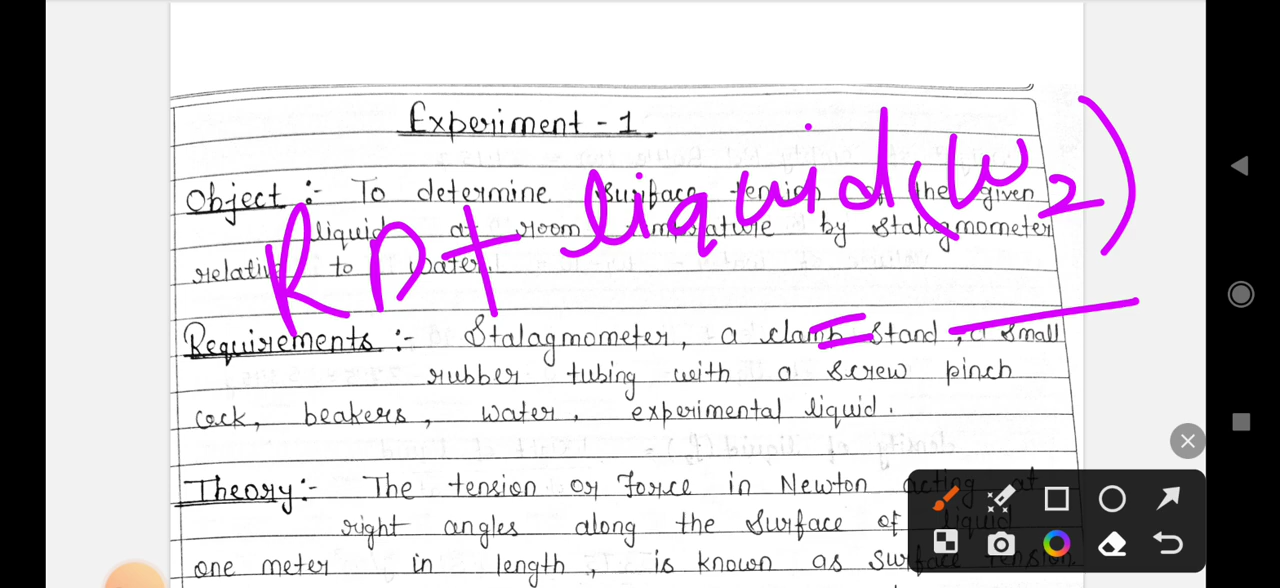 Experiment - 1
Object :- To determine surface tension of the given
liquid at room temperature by stalagmometer
relative to water.
RD+ liquid (W2)
Requirements :- Stalagmometer, a clamp stand, a small
rubber tubing with a screw pinch
cock, beakers, water, experimental liquid.
Theory:- The tension or Force in Newton acting at
right angles along the surface of liquid
one meter in length, is known as surface tension